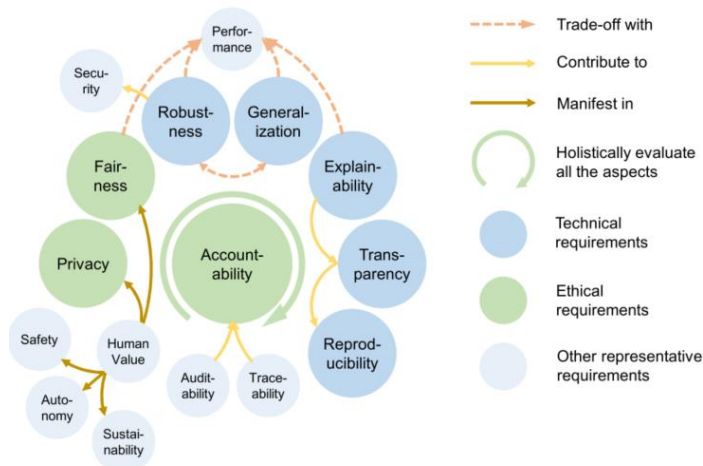 Perfor-
mance
Secu-
rity
Robust-
ness
General-
ization
Fair-
ness
Explain-
ability
Privacy
Account-
ability
Trans-
parency
Safety
Human
Value
Reprod-
ucibility
Audit-
ability
Trace-
ability
Auto-
nomy
Sustai-
nability
Trade-off with
Contribute to
Manifest in
Holistically evaluate
all the aspects
Technical
requirements
Ethical
requirements
Other representative
requirements